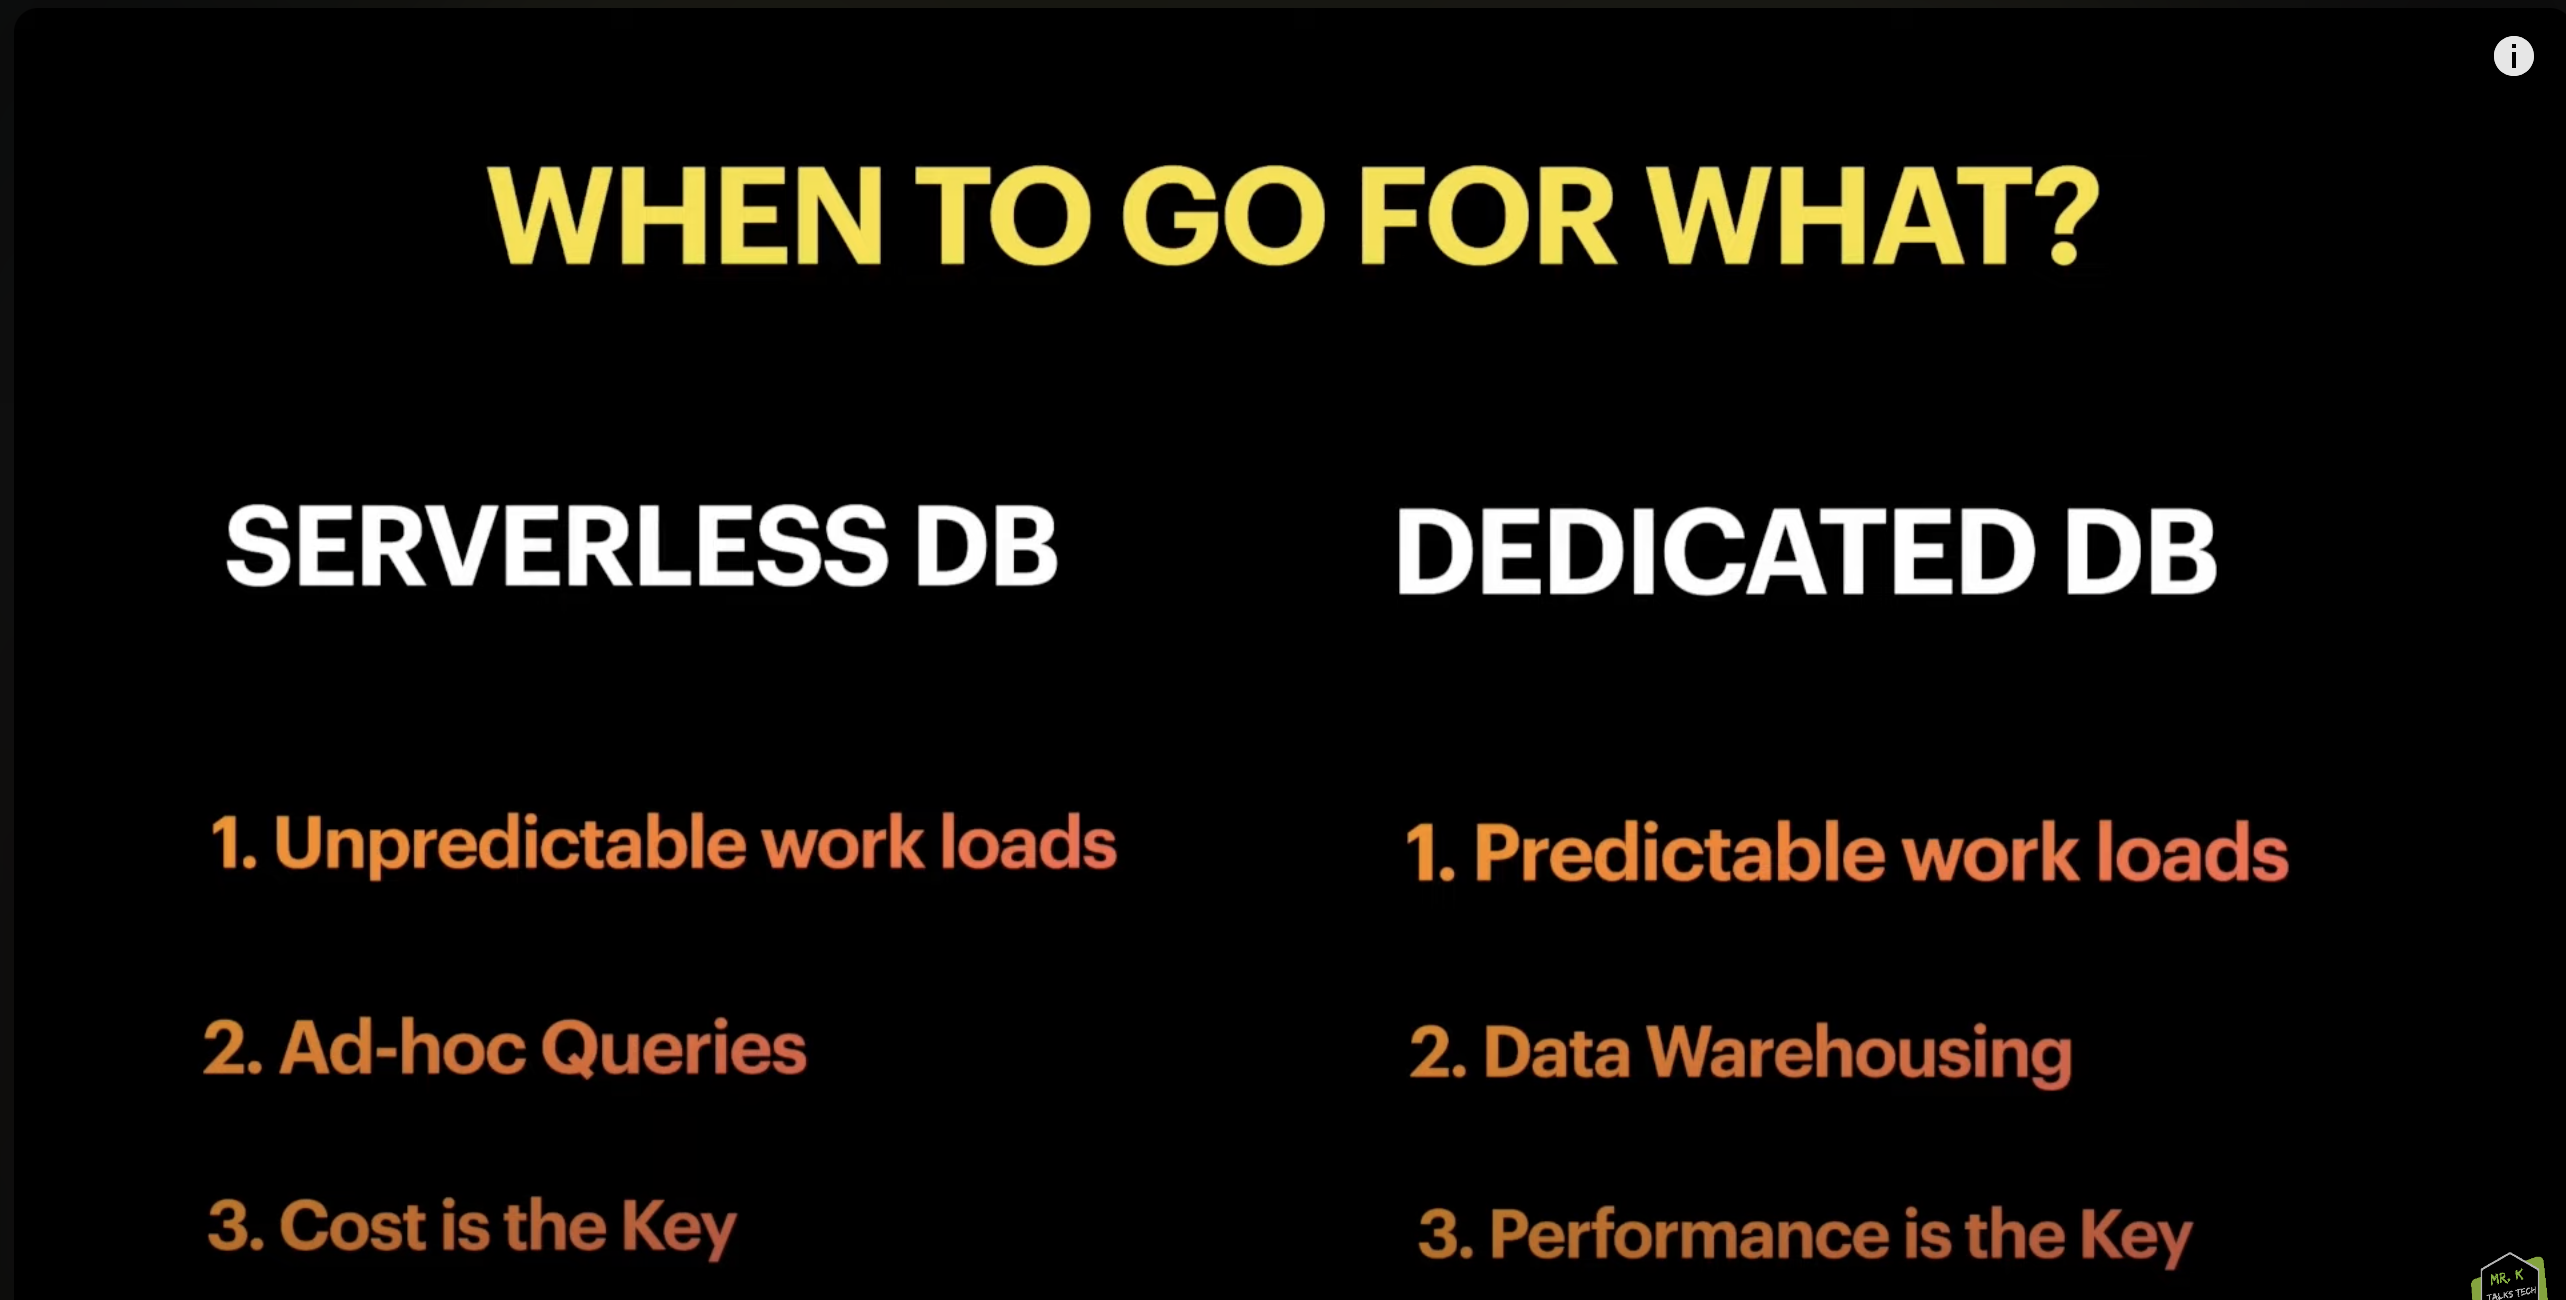 WHEN TO GO FOR WHAT?
SERVERLESS DB
1. Unpredictable work loads
2. Ad-hoc Queries
3. Cost is the Key
DEDICATED DB
1. Predictable work loads
2. Data Warehousing
3. Performance is the Key
i
MR. K
TALKS TECH